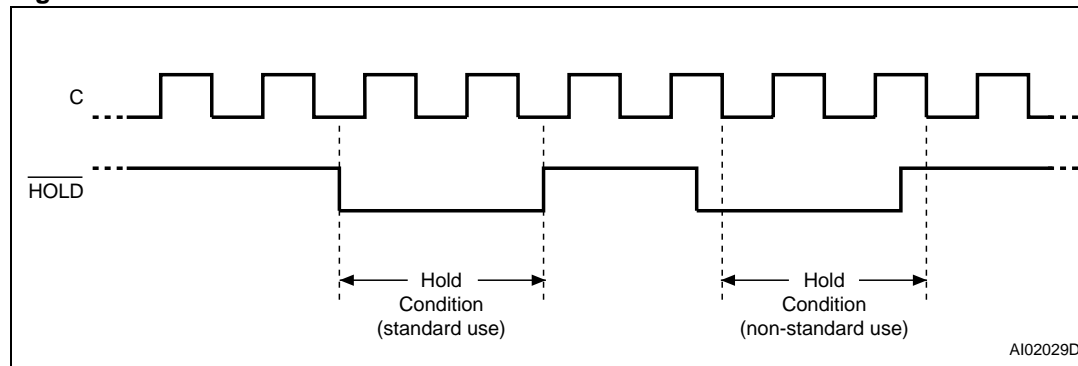 C
HOLD
Hold
Condition
(standard use)
Hold
Condition
(non-standard use)
AI02029D